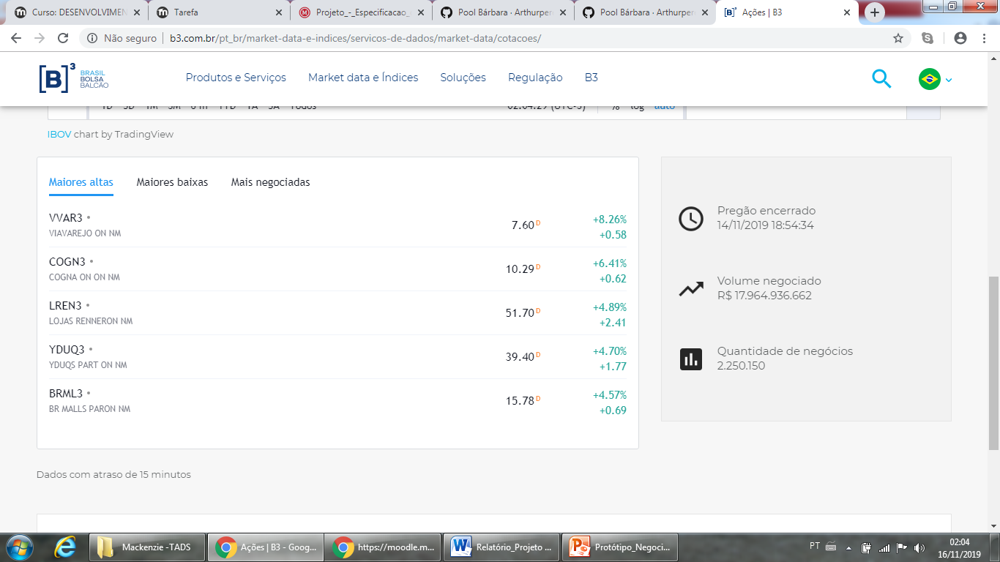 Curso: DESENVOLVIMEN
Tarefa
Projeto_-_Especificacao_
Pool Bárbara · Arthurper
Pool Bárbara · Arthurper
Ações | B3
Não seguro | b3.com.br/pt_br/market-data-e-indices/servicos-de-dados/market-data/cotacoes/
[B]³ BRASIL
BOLSA
BALCÃO
Produtos e Serviços
Market data e Índices
Soluções
Regulação
B3
1D 5D 1M 3M 6 m YTD 1A 5A Todos
02:04:29 (UTC-3) % log auto
IBOV chart by TradingView
Maiores altas Maiores baixas Mais negociadas
VVAR3
VIAVAREJO ON NM
7.60 D
+8.26%
+0.58
COGN3
COGNA ON ON NM
10.29 D
+6.41%
+0.62
LREN3
LOJAS RENNERON NM
51.70 D
+4.89%
+2.41
YDUQ3
YDUQS PART ON NM
39.40 D
+4.70%
+1.77
BRML3
BR MALLS PARON NM
15.78 D
+4.57%
+0.69
Pregão encerrado
14/11/2019 18:54:34
Volume negociado
R$ 17.964.936.662
Quantidade de negócios
2.250.150
Dados com atraso de 15 minutos
Mackenzie -TADS
Ações | B3 - Goog...
https://moodle.m...
Relatório_Projeto ...
Protótipo_Negoci...
PT
02:04
16/11/2019